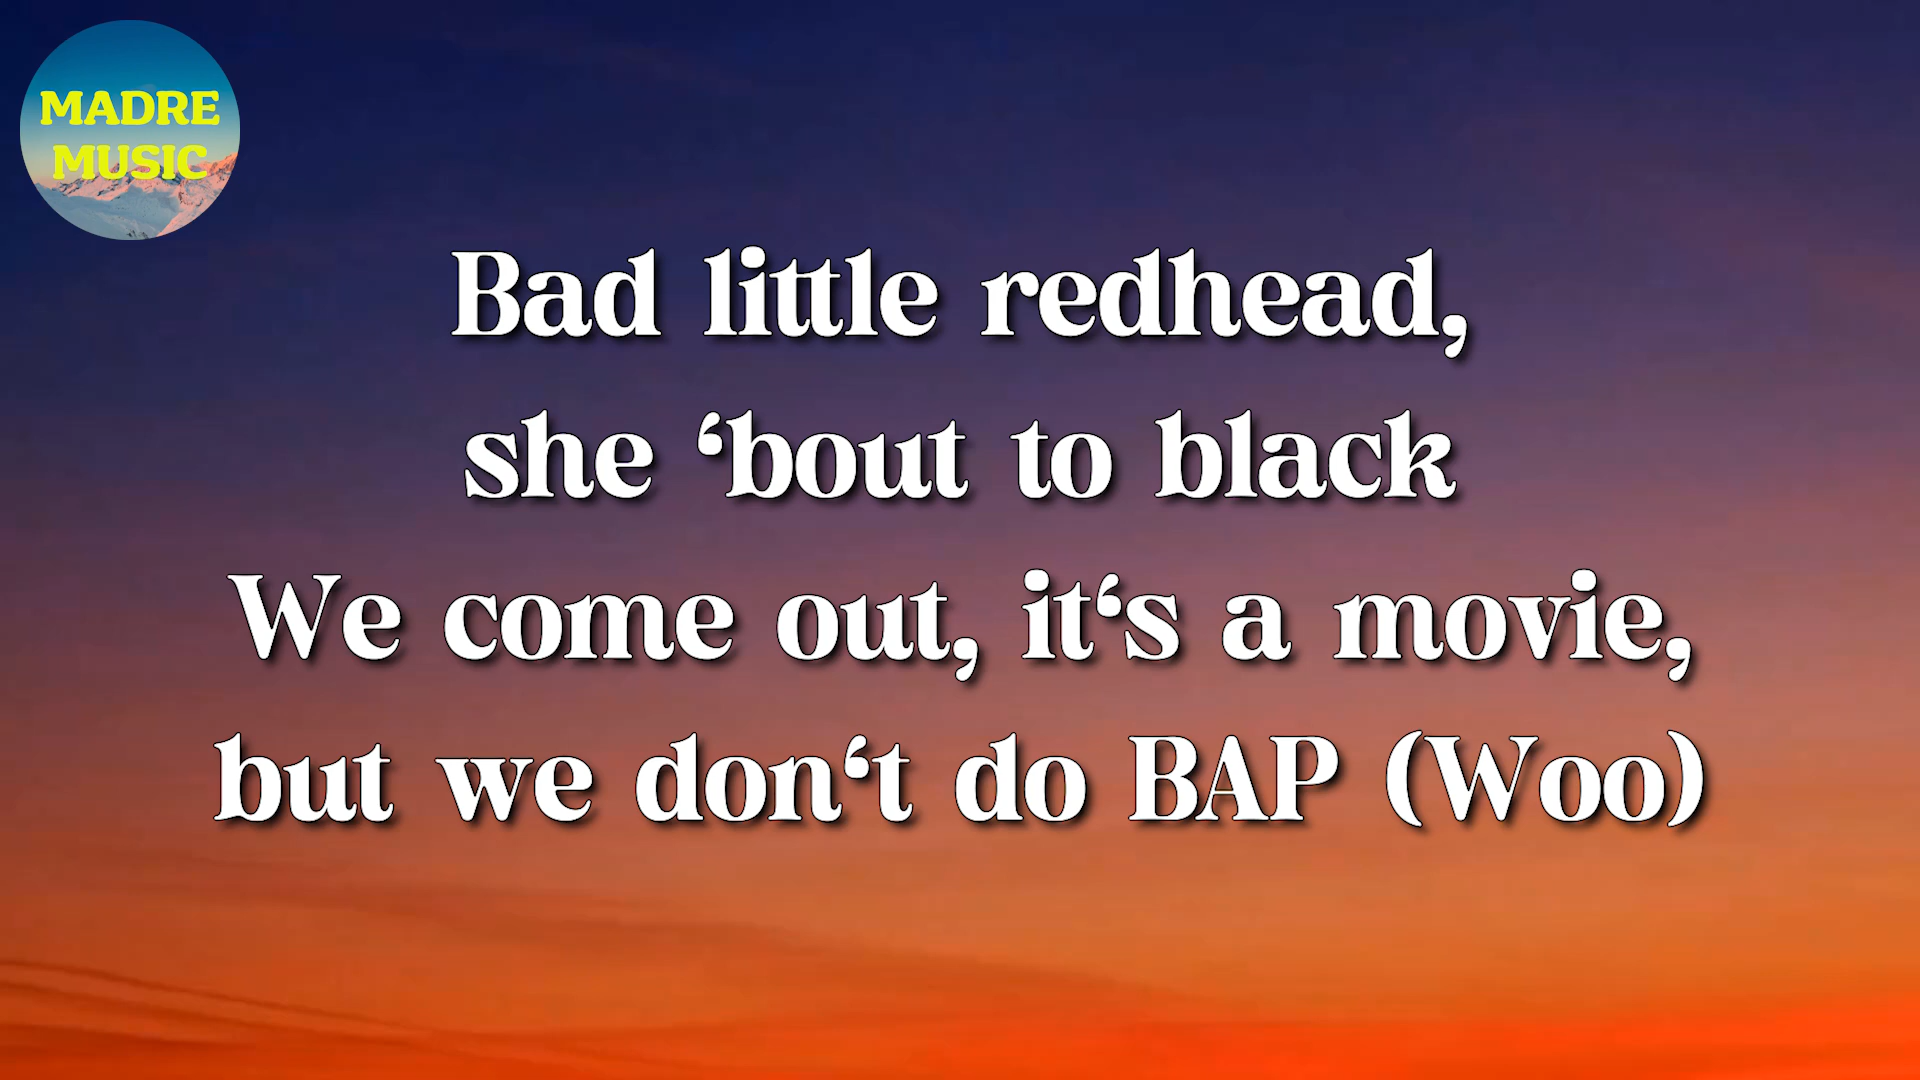 MADRE
MUSIC
Bad little redhead,
she ‘bout to black
We come out, it‘s a movie,
but we don‘t do BAP (Woo)